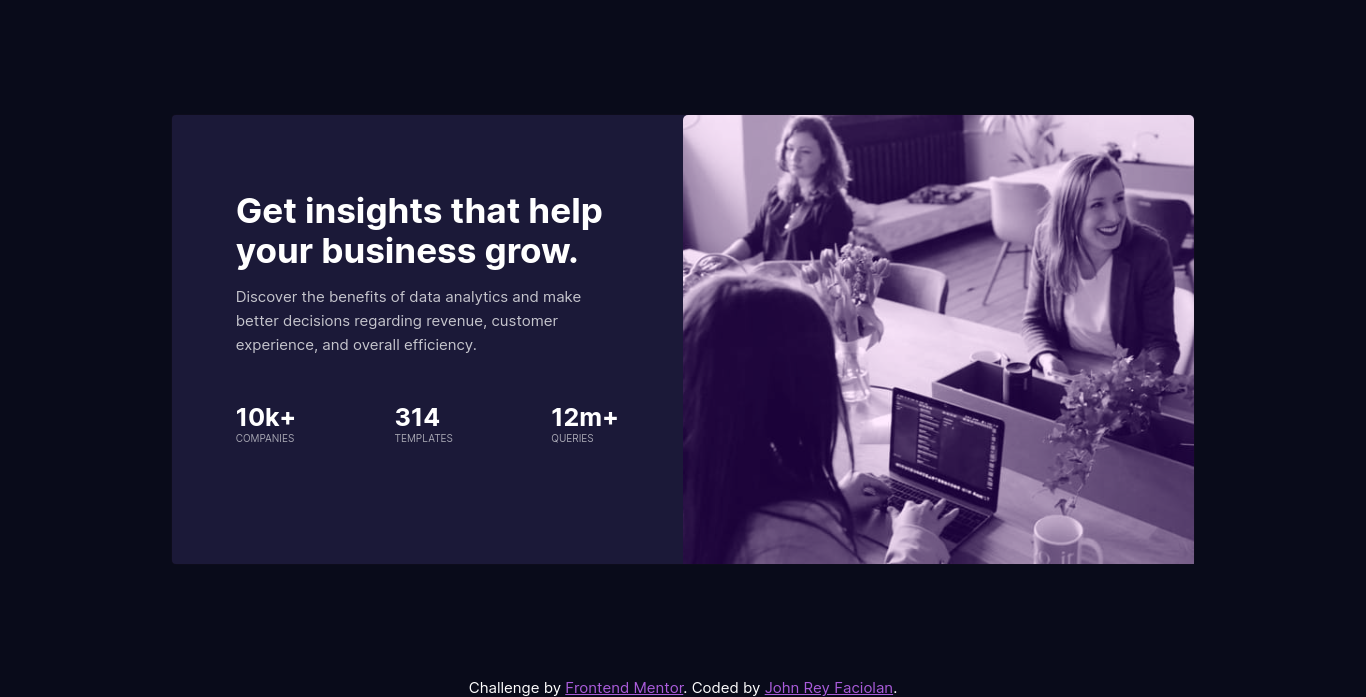 Get insights that help
your business grow.
Discover the benefits of data analytics and make
better decisions regarding revenue, customer
experience, and overall efficiency.
10k+ 314 12m+
COMPANIES TEMPLATES QUERIES
Challenge by Frontend Mentor. Coded by John Rey Faciolan.